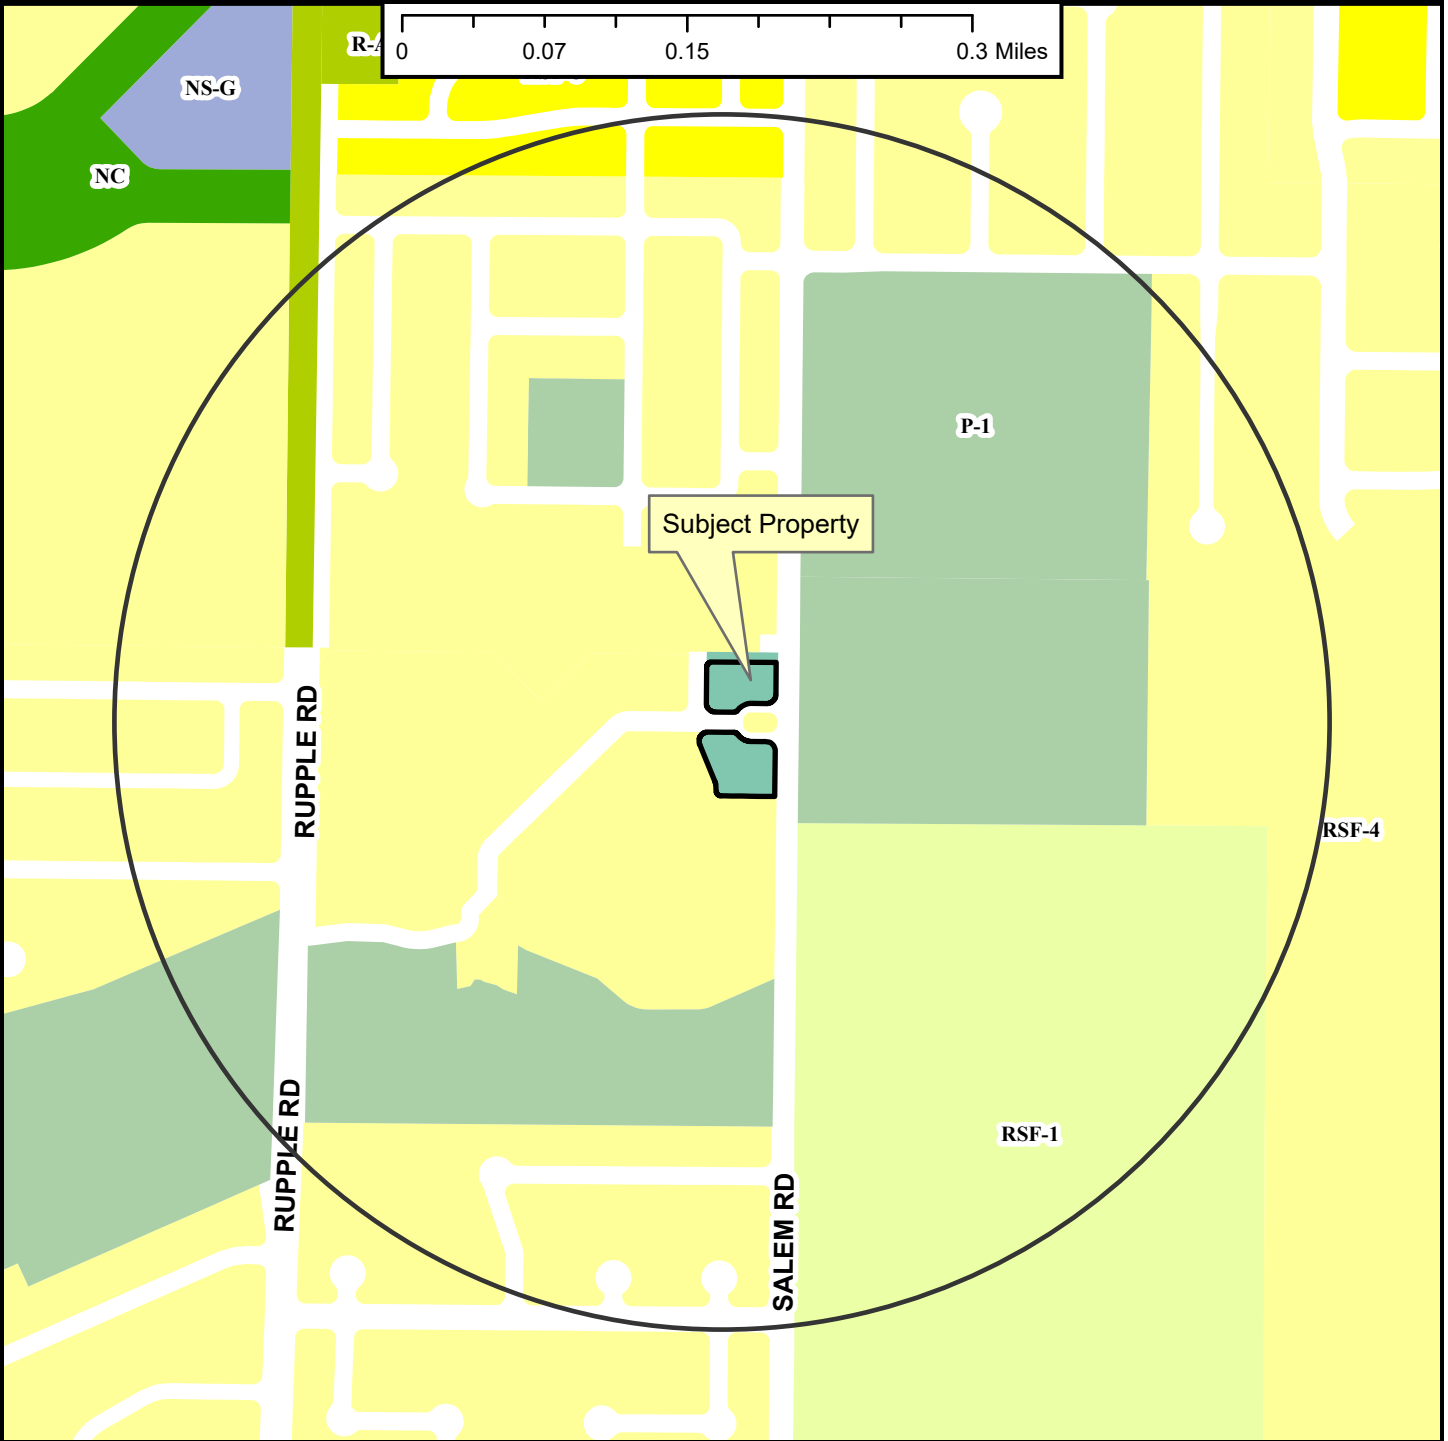 0 0.07 0.15 0.3 Miles
NS-G
NC
P-1
Subject Property
RUPPLE RD
RSF-4
RUPPLE RD
RSF-1
SALEM RD